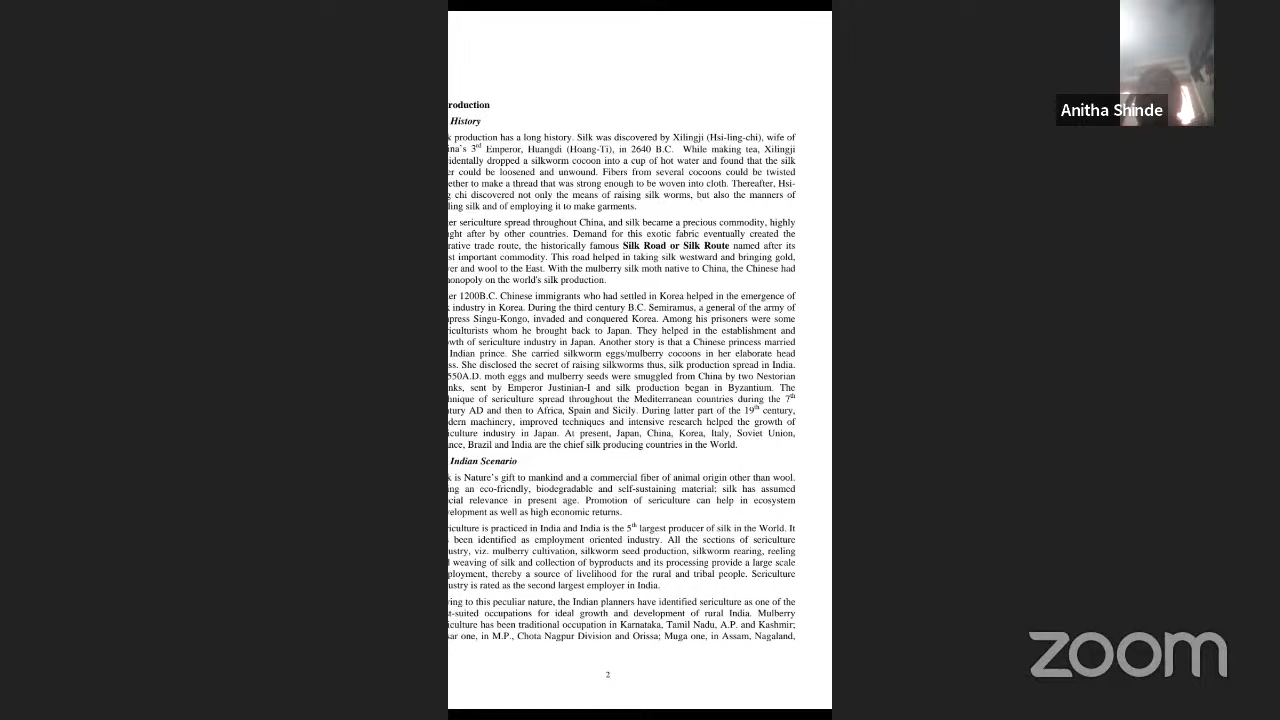 roduction
History
k production has a long history. Silk was discovered by Xilingji (Hsi-ling-chi), wife of
ina's 3rd Emperor, Huangdi (Hoang-Ti), in 2640 B.C. While making tea, Xilingji
identally dropped a silkworm cocoon into a cup of hot water and found that the silk
er could be loosened and unwound. Fibers from several cocoons could be twisted
ether to make a thread that was strong enough to be woven into cloth. Thereafter, Hsi-
g chi discovered not only the means of raising silk worms, but also the manners of
ling silk and of employing it to make garments.
er sericulture spread throughout China, and silk became a precious commodity, highly
ght after by other countries. Demand for this exotic fabric eventually created the
rative trade route, the historically famous Silk Road or Silk Route named after its
st important commodity. This road helped in taking silk westward and bringing gold,
er and wool to the East. With the mulberry silk moth native to China, the Chinese had
onopoly on the world's silk production.
er 1200B.C. Chinese immigrants who had settled in Korea helped in the emergence of
k industry in Korea. During the third century B.C. Semiramus, a general of the army of
press Singu-Kongo, invaded and conquered Korea. Among his prisoners were some
iculturists whom he brought back to Japan. They helped in the establishment and
wth of sericulture industry in Japan. Another story is that a Chinese princess married
Indian prince. She carried silkworm eggs/mulberry cocoons in her elaborate head
ss. She disclosed the secret of raising silkworms thus, silk production spread in India.
550A.D. moth eggs and mulberry seeds were smuggled from China by two Nestorian
nks, sent by Emperor Justinian-I and silk production began in Byzantium. The
hnique of sericulture spread throughout the Mediterranean countries during the 7th
tury AD and then to Africa, Spain and Sicily. During latter part of the 19th century,
dern machinery, improved techniques and intensive research helped the growth of
iculture industry in Japan. At present, Japan, China, Korea, Italy, Soviet Union,
nce, Brazil and India are the chief silk producing countries in the World.
Indian Scenario
k is Nature's gift to mankind and a commercial fiber of animal origin other than wool.
ing an eco-friendly, biodegradable and self-sustaining material; silk has assumed
cial relevance in present age. Promotion of sericulture can help in ecosystem
velopment as well as high economic returns.
iculture is practiced in India and India is the 5th largest producer of silk in the World. It
been identified as employment oriented industry. All the sections of sericulture
ustry, viz. mulberry cultivation, silkworm seed production, silkworm rearing, reeling
l weaving of silk and collection of byproducts and its processing provide a large scale
ployment, thereby a source of livelihood for the rural and tribal people. Sericulture
ustry is rated as the second largest employer in India.
ing to this peculiar nature, the Indian planners have identified sericulture as one of the
t-suited occupations for ideal growth and development of rural India. Mulberry
iculture has been traditional occupation in Karnataka, Tamil Nadu, A.P. and Kashmir;
sar one, in M.P., Chota Nagpur Division and Orissa; Muga one, in Assam, Nagaland,
2
Anitha Shinde
zoom